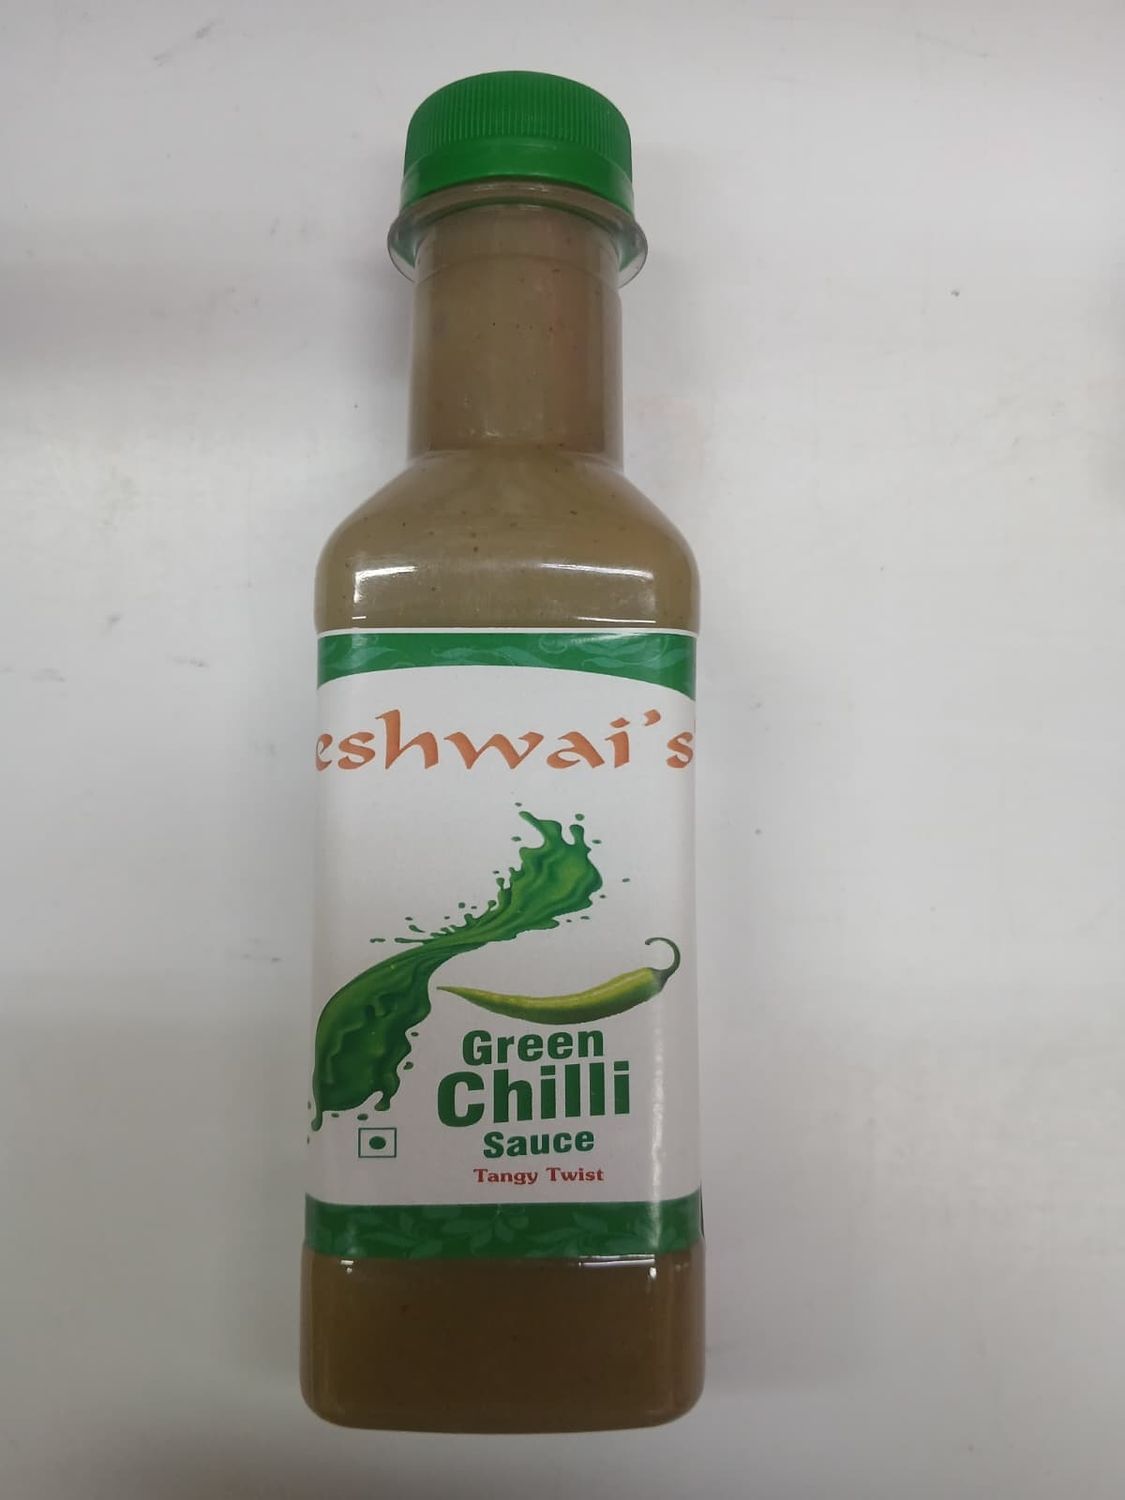 eshwai's
Green
Chilli
Sauce
Tangy Twist